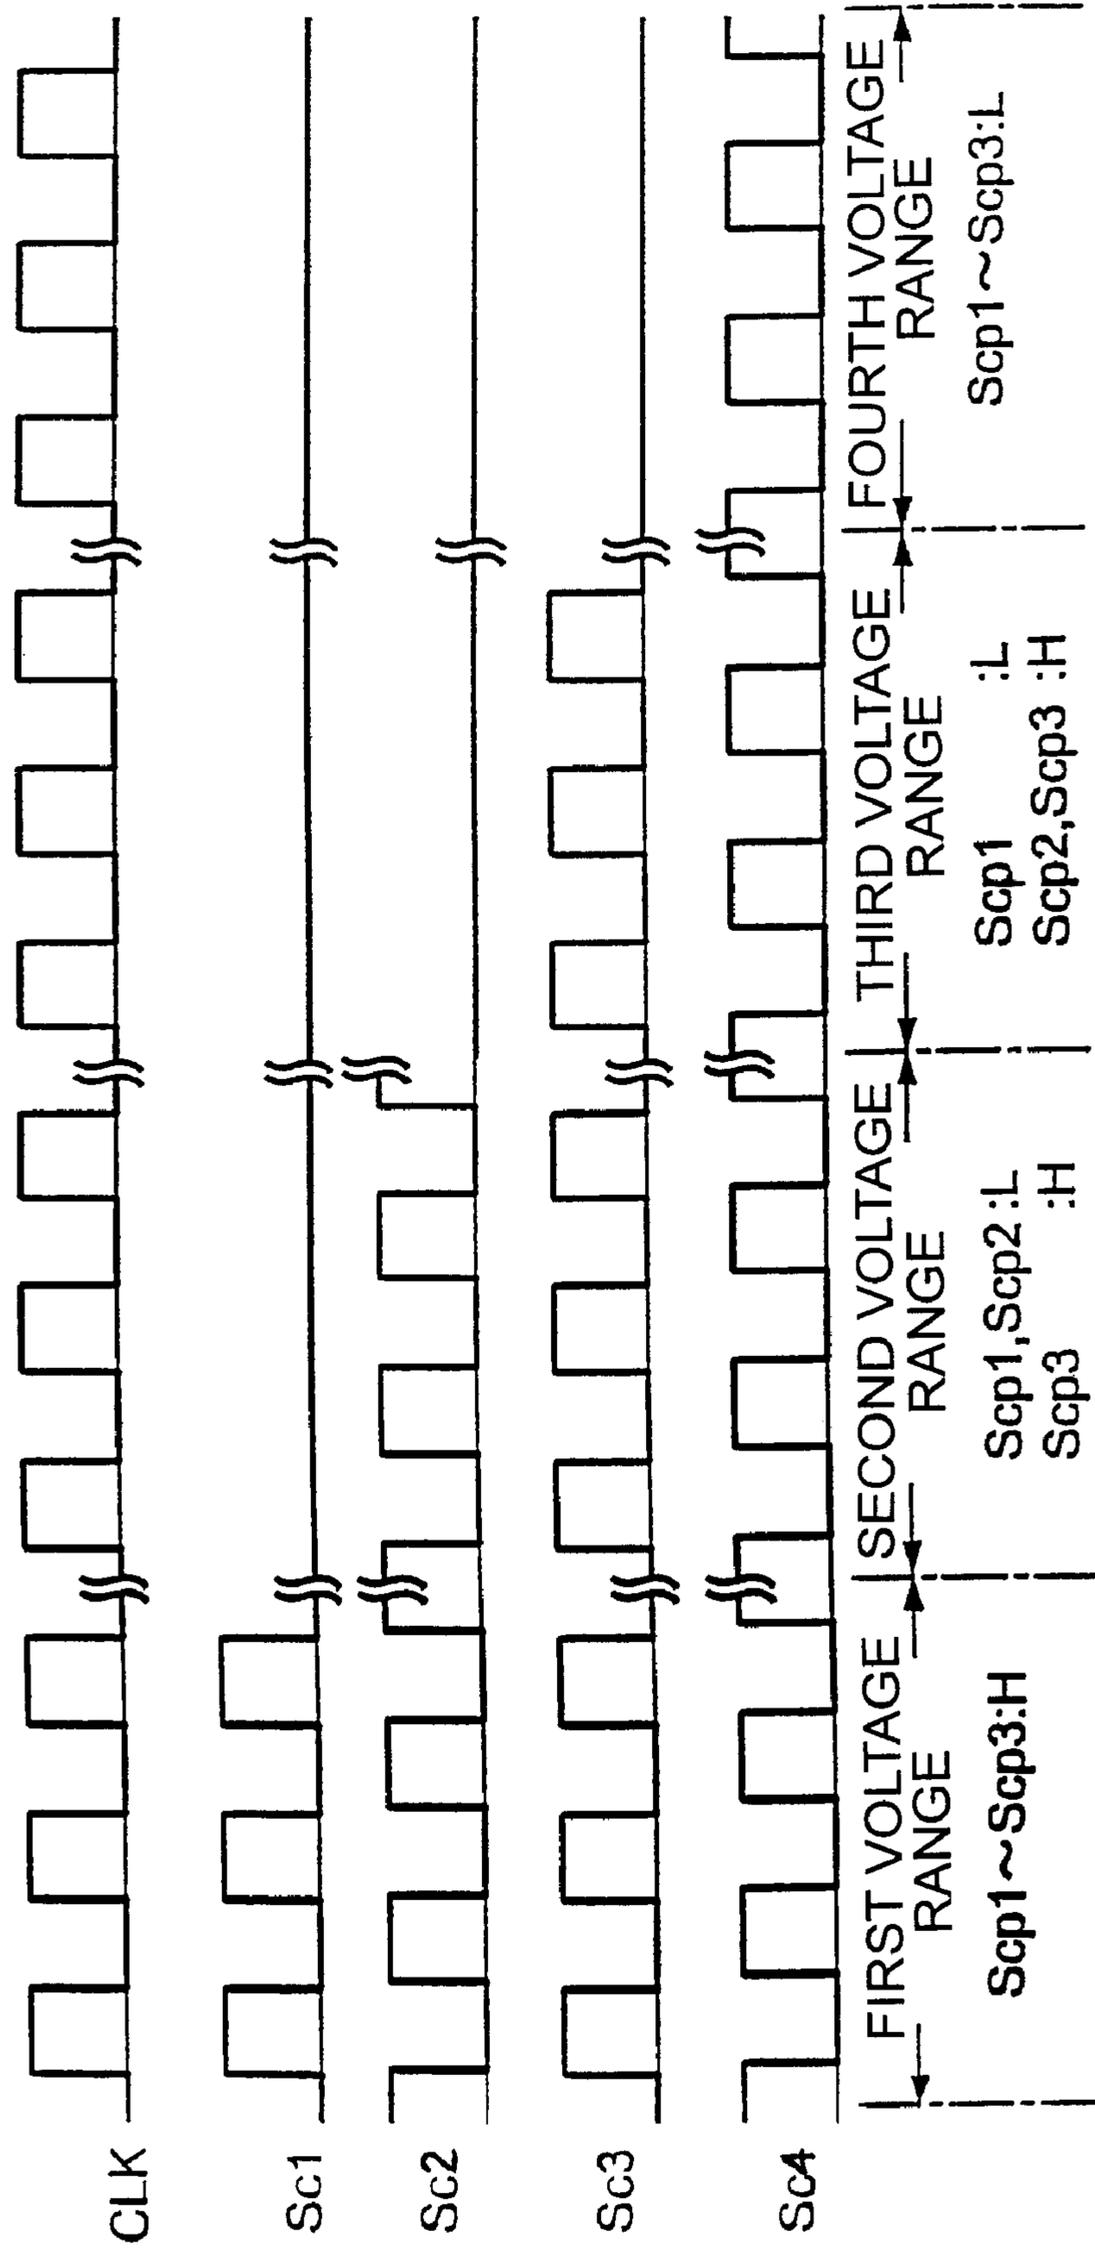 CLK
Sc1
Sc2
Sc3
Sc4
FIRST VOLTAGE
RANGE
Scp1~Scp3:H
SECOND VOLTAGE
RANGE
Scp1,Scp2:L
Scp3 :H
THIRD VOLTAGE
RANGE
Scp1 :L
Scp2,Scp3 :H
FOURTH VOLTAGE
RANGE
Scp1~Scp3:L